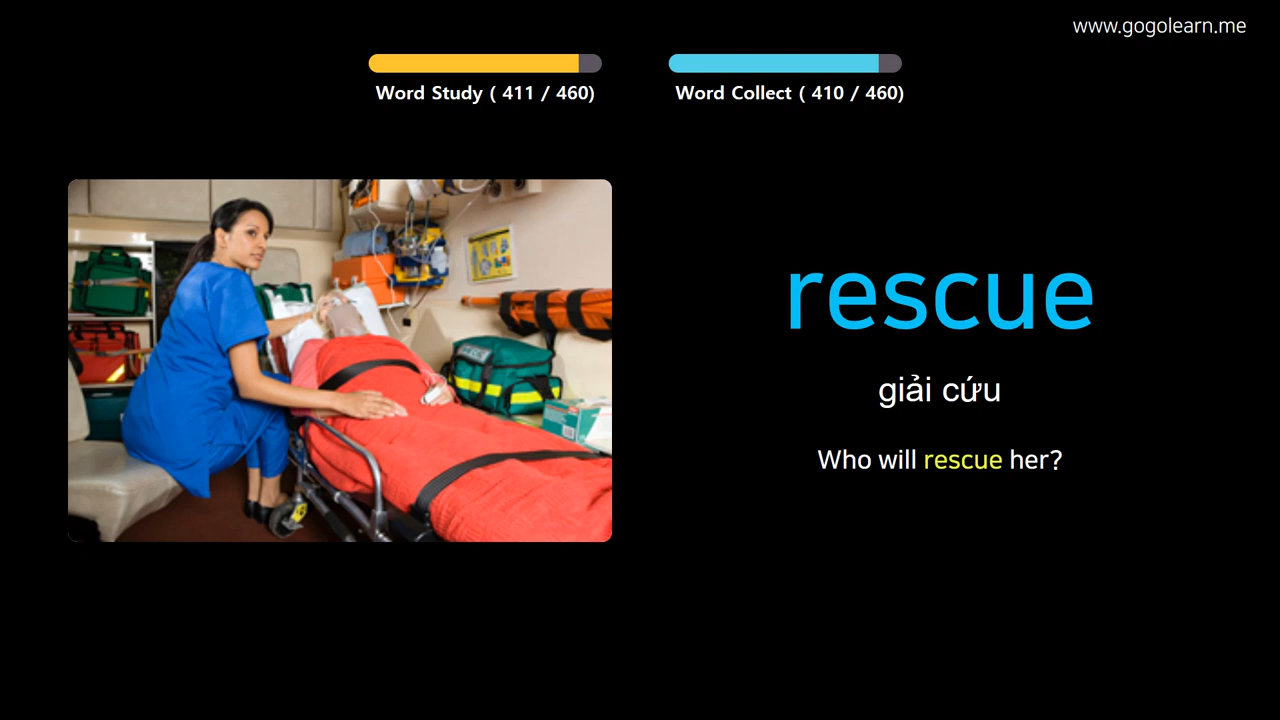 www.gogolearn.me
Word Study ( 411 / 460)
Word Collect ( 410 / 460)
rescue
giải cứu
Who will rescue her?